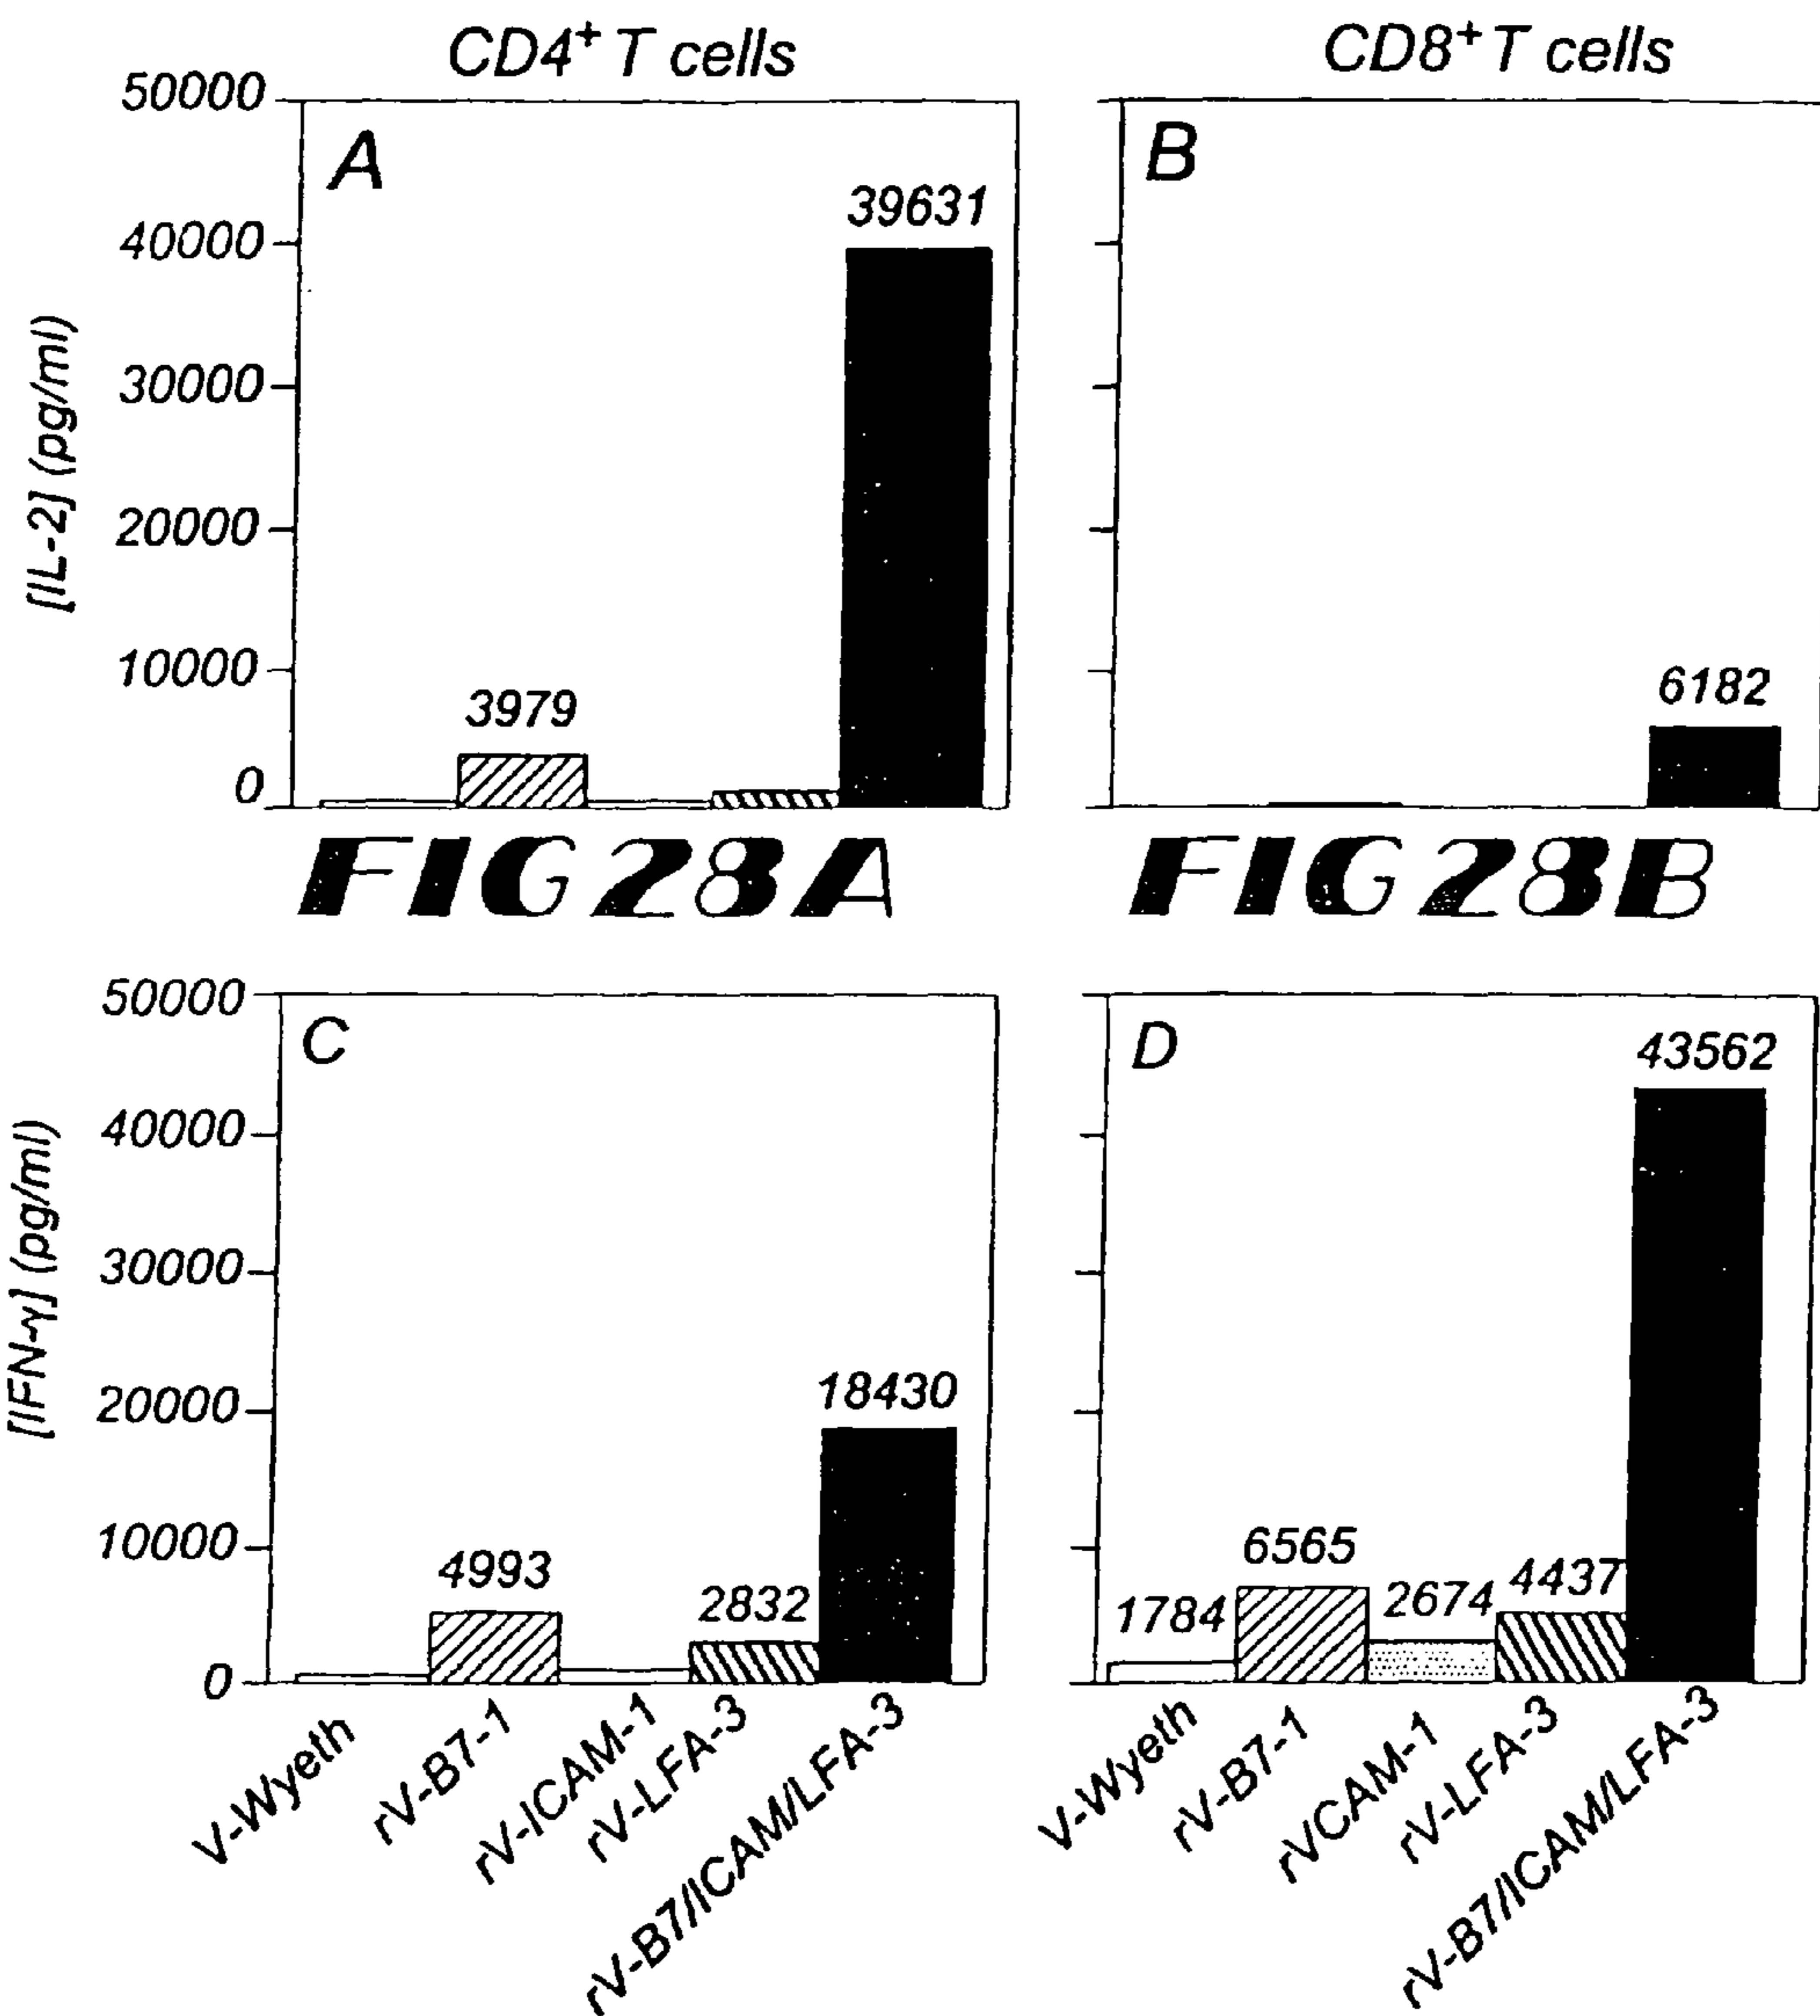 CD4+ T cells
CD8+ T cells
50000
40000
30000
20000
10000
0
[IL-2] (pg/ml)
A
3979
39631
B
6182
FIG 28A
FIG 28B
50000
40000
30000
20000
10000
0
[IFN-γ] (pg/ml)
C
4993
2832
18430
D
1784
6565
2674
4437
43562
V-Wyeth
rV-B7-1
rV-ICAM-1
rV-LFA-3
rV-B7/ICAM/LFA-3
V-Wyeth
rV-B7-1
rVCAM-1
rV-LFA-3
rV-B7/ICAM/LFA-3